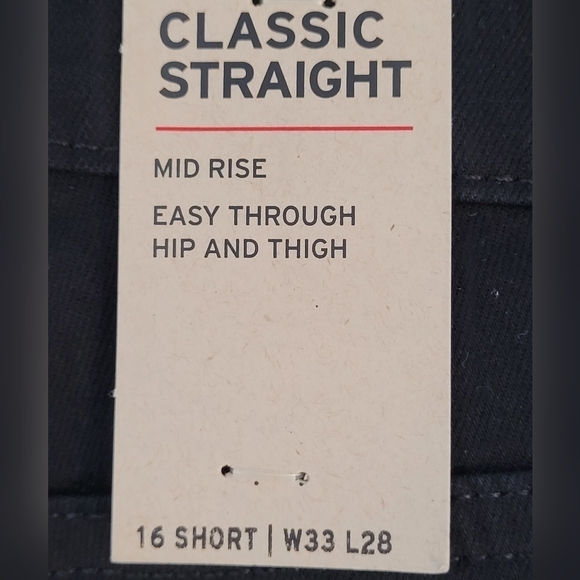 CLASSIC
STRAIGHT
MID RISE
EASY THROUGH
HIP AND THIGH
16 SHORT | W33 L28